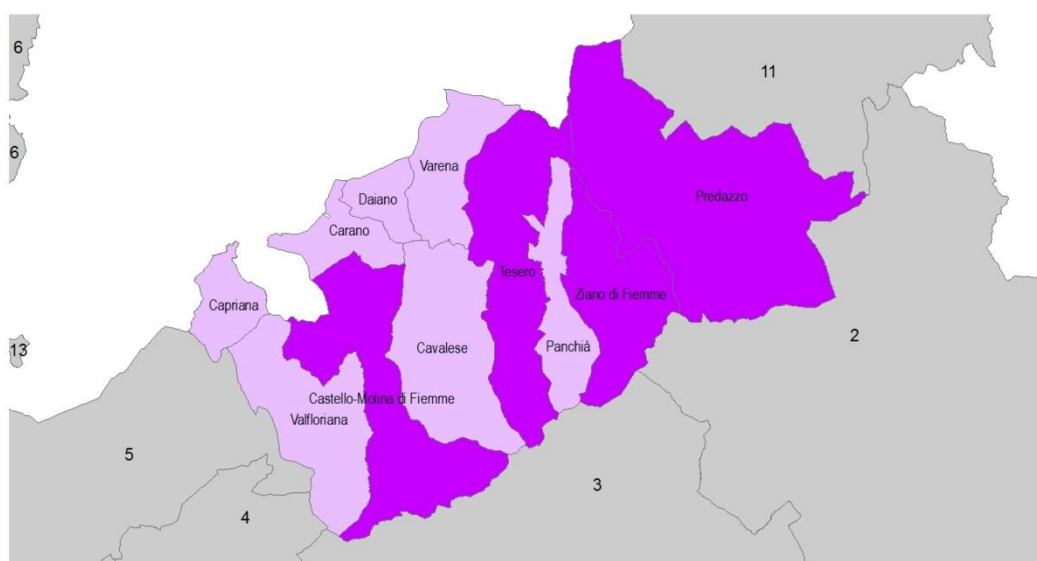 6
11
6
Varena
Daiano
Predazzo
Carano
Tesero
Ziano di Fiemme
Capriana
2
13
Cavalese
Panchià
Castello-Molina di Fiemme
Valfloriana
5
3
4